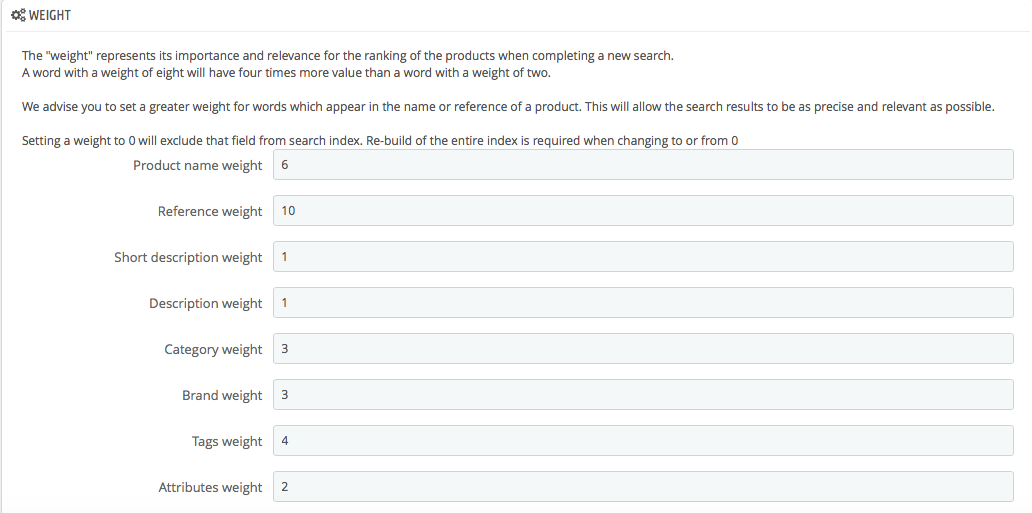 WEIGHT
The "weight" represents its importance and relevance for the ranking of the products when completing a new search.
A word with a weight of eight will have four times more value than a word with a weight of two.
We advise you to set a greater weight for words which appear in the name or reference of a product. This will allow the search results to be as precise and relevant as possible.
Setting a weight to 0 will exclude that field from search index. Re-build of the entire index is required when changing to or from 0
Product name weight 6
Reference weight 10
Short description weight 1
Description weight 1
Category weight 3
Brand weight 3
Tags weight 4
Attributes weight 2